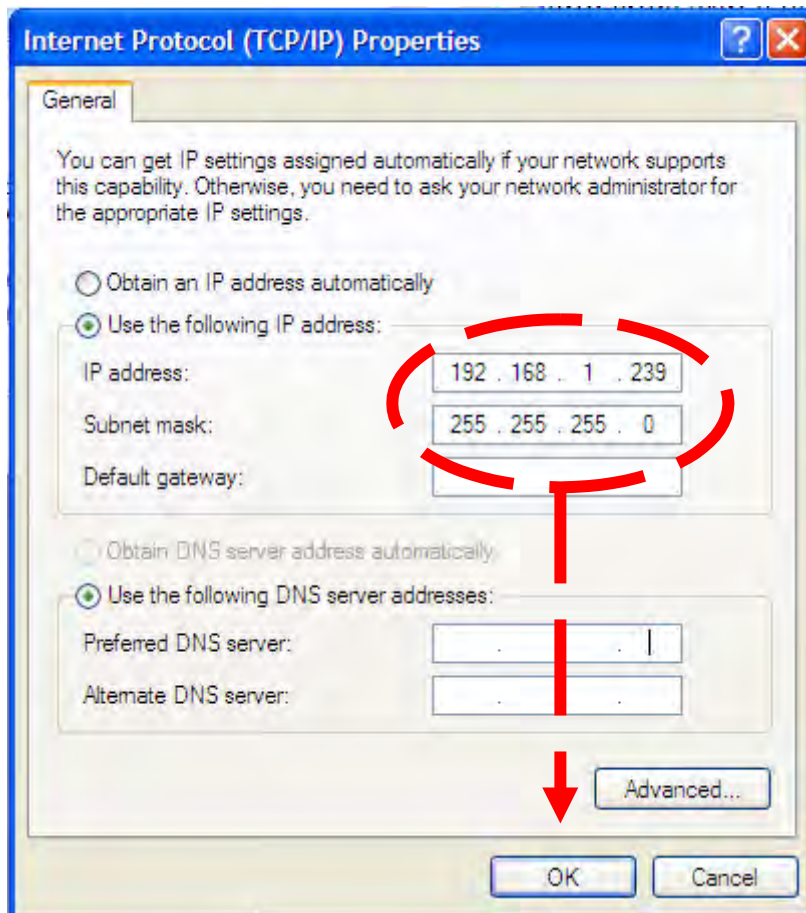 Internet Protocol (TCP/IP) Properties
General
You can get IP settings assigned automatically if your network supports
this capability. Otherwise, you need to ask your network administrator for
the appropriate IP settings.
Obtain an IP address automatically
Use the following IP address:
IP address: 192 . 168 . 1 . 239
Subnet mask: 255 . 255 . 255 . 0
Default gateway:
Obtain DNS server address automatically
Use the following DNS server addresses:
Preferred DNS server: . . .
Alternate DNS server: . . .
Advanced...
OK Cancel